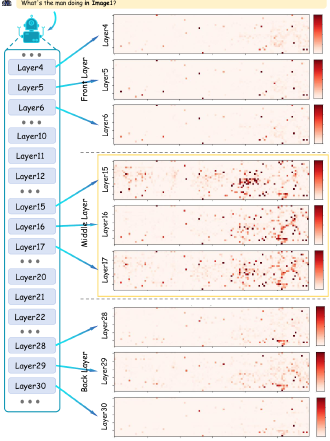 What's the man doing in Image1?
Layer4
Layer5
Layer6
Layer10
Layer11
Layer12
Layer15
Layer16
Layer17
Layer20
Layer21
Layer22
Layer28
Layer29
Layer30
Front Layer
Layer4
Layer5
Layer6
Middle Layer
Layer15
Layer16
Layer17
Back Layer
Layer28
Layer29
Layer30